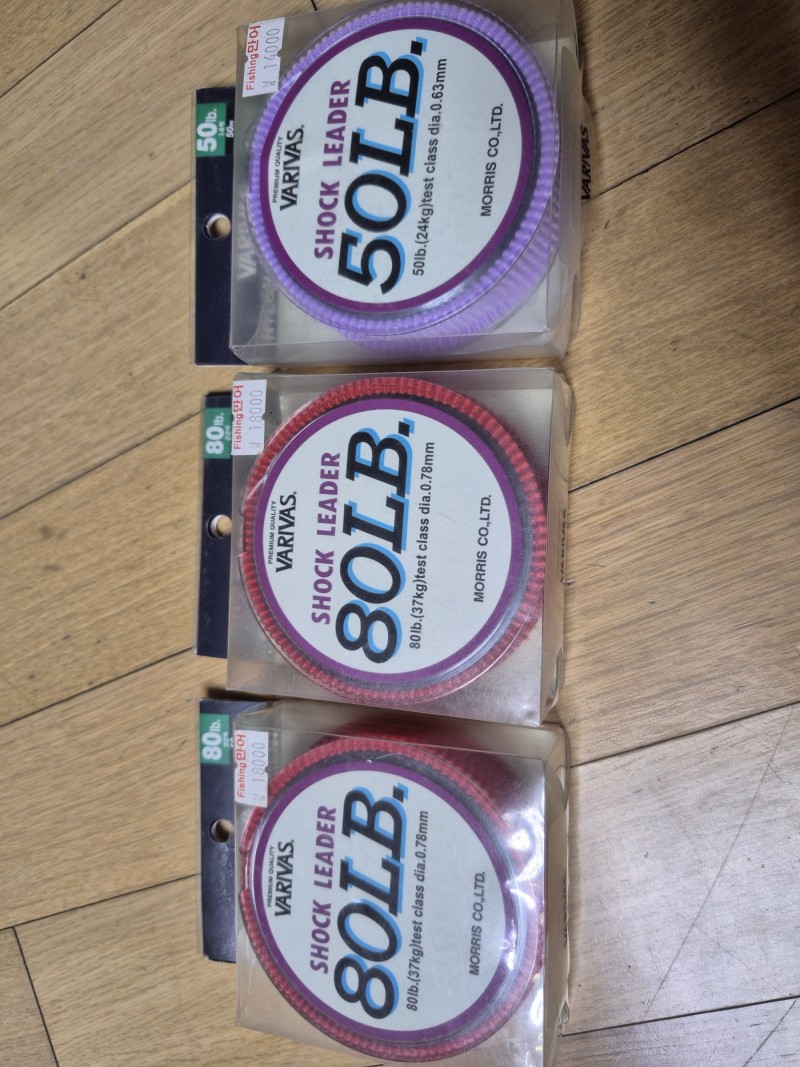 Fishing만어
₩ 14000
50lb.
50m
PREMIUM QUALITY
VARIVAS.
SHOCK LEADER
50LB.
50lb.(24kg)test class dia.0.63mm
MORRIS CO.,LTD.
VARIVAS
Fishing만어
₩ 18000
80lb.
PREMIUM QUALITY
VARIVAS.
SHOCK LEADER
80LB.
80lb.(37kg)test class dia.0.78mm
MORRIS CO.,LTD.
Fishing만어
₩ 18000
80lb.
PREMIUM QUALITY
VARIVAS.
SHOCK LEADER
80LB.
80lb.(37kg)test class dia.0.78mm
MORRIS CO.,LTD.